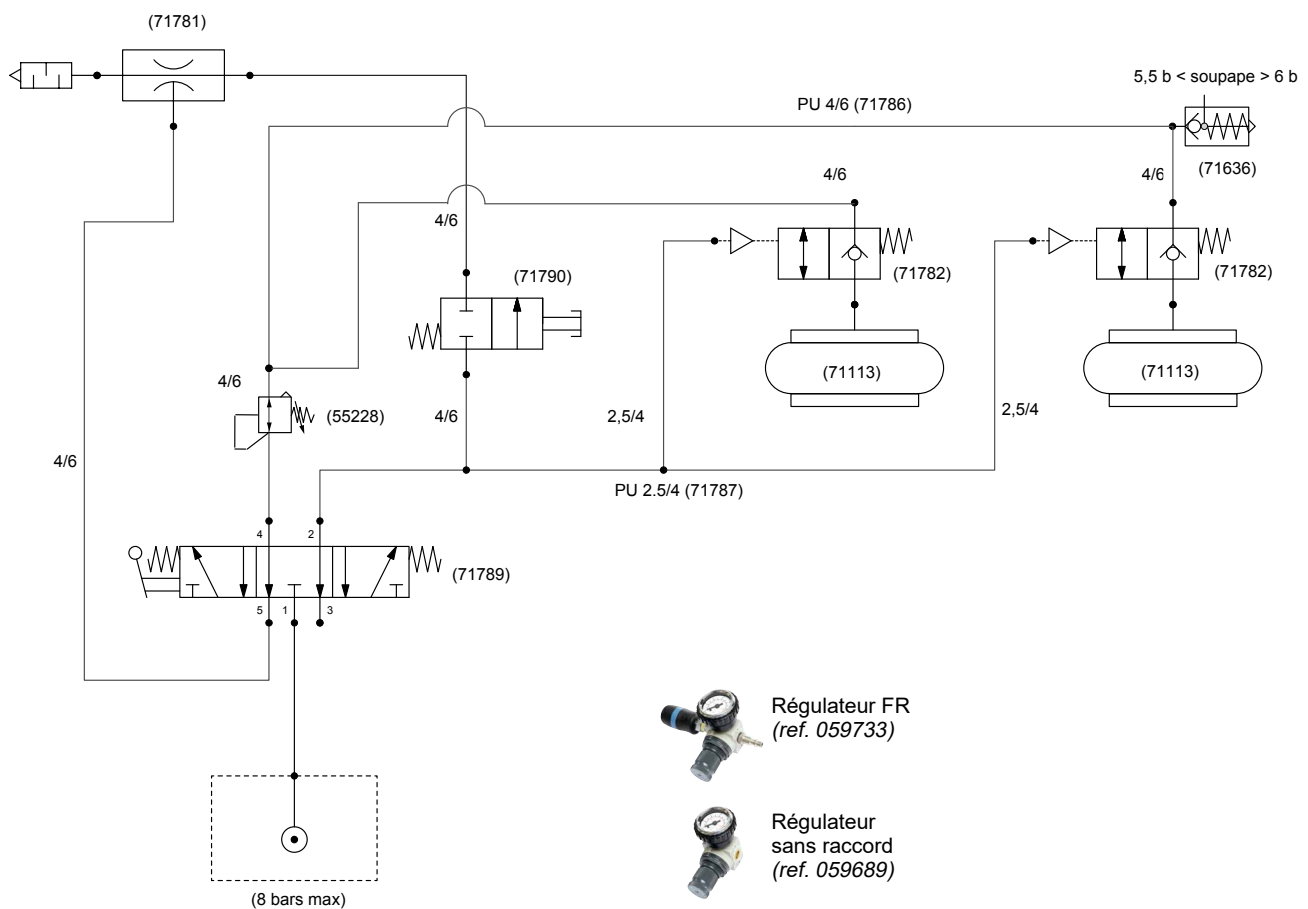 (71781)
5,5 b < soupape > 6 b
PU 4/6 (71786)
4/6
4/6
(71636)
4/6
(71790)
(71782)
(71782)
4/6
(71113)
(71113)
(55228)
4/6
2,5/4
2,5/4
4/6
PU 2.5/4 (71787)
4
2
(71789)
5
1
3
Régulateur FR
(ref. 059733)
Régulateur
sans raccord
(ref. 059689)
(8 bars max)